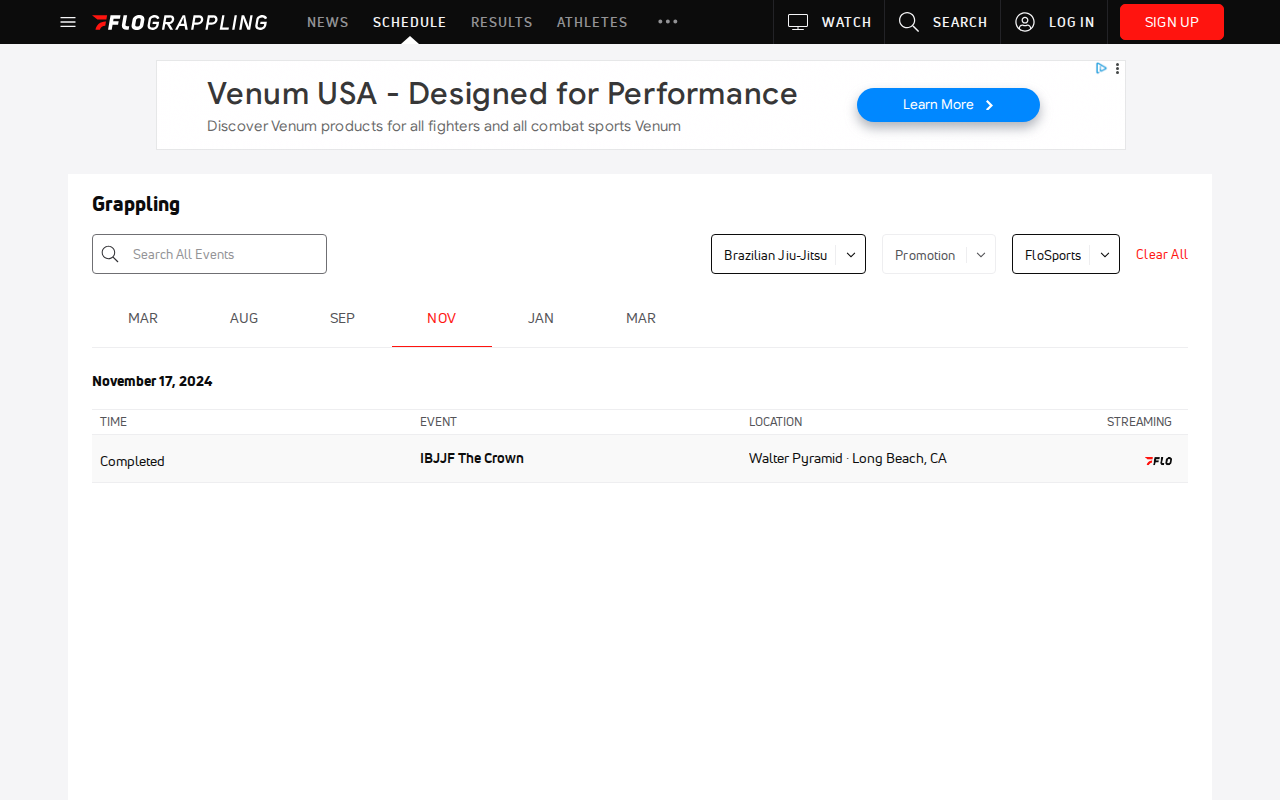 FLOGRAPPLING NEWS SCHEDULE RESULTS ATHLETES WATCH SEARCH LOG IN SIGN UP
Venum USA - Designed for Performance
Discover Venum products for all fighters and all combat sports Venum
Learn More
Grappling
Search All Events
Brazilian Jiu-Jitsu
Promotion
FloSports
Clear All
MAR AUG SEP NOV JAN MAR
November 17, 2024
TIME EVENT LOCATION STREAMING
Completed IBJJF The Crown Walter Pyramid · Long Beach, CA FLO